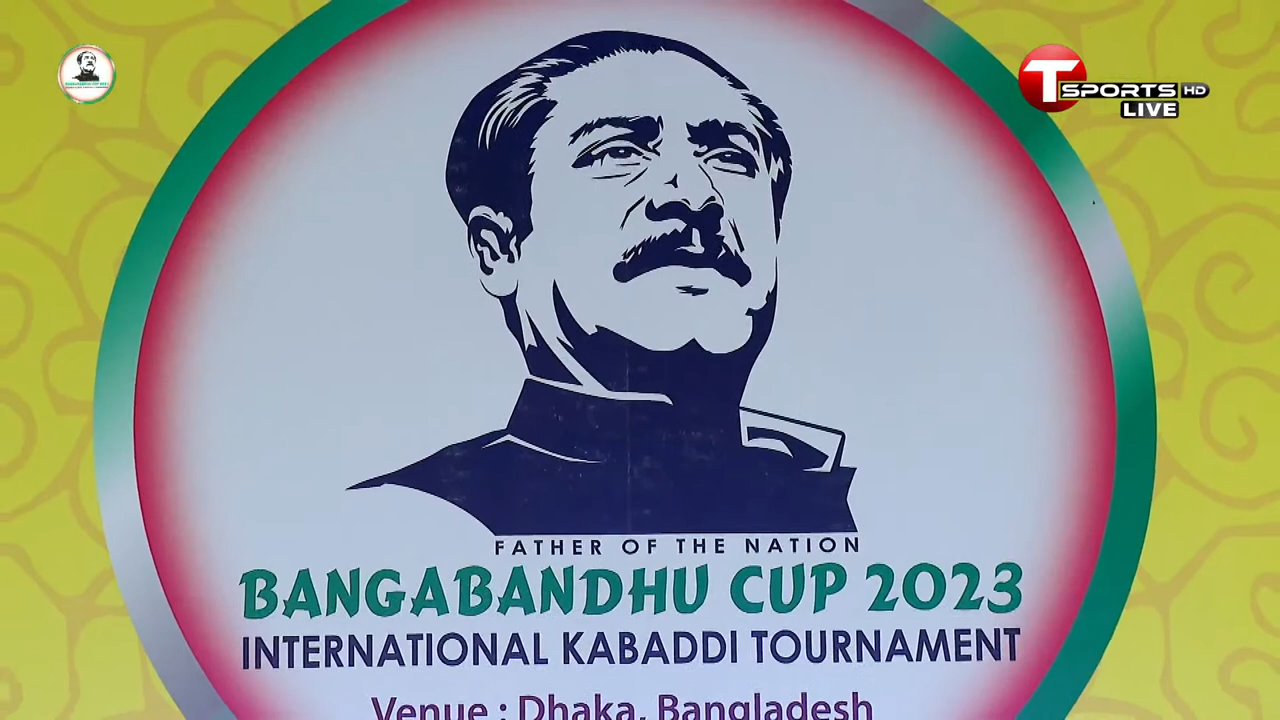 T SPORTS HD
LIVE
FATHER OF THE NATION
BANGABANDHU CUP 2023
INTERNATIONAL KABADDI TOURNAMENT
Venue : Dhaka, Bangladesh